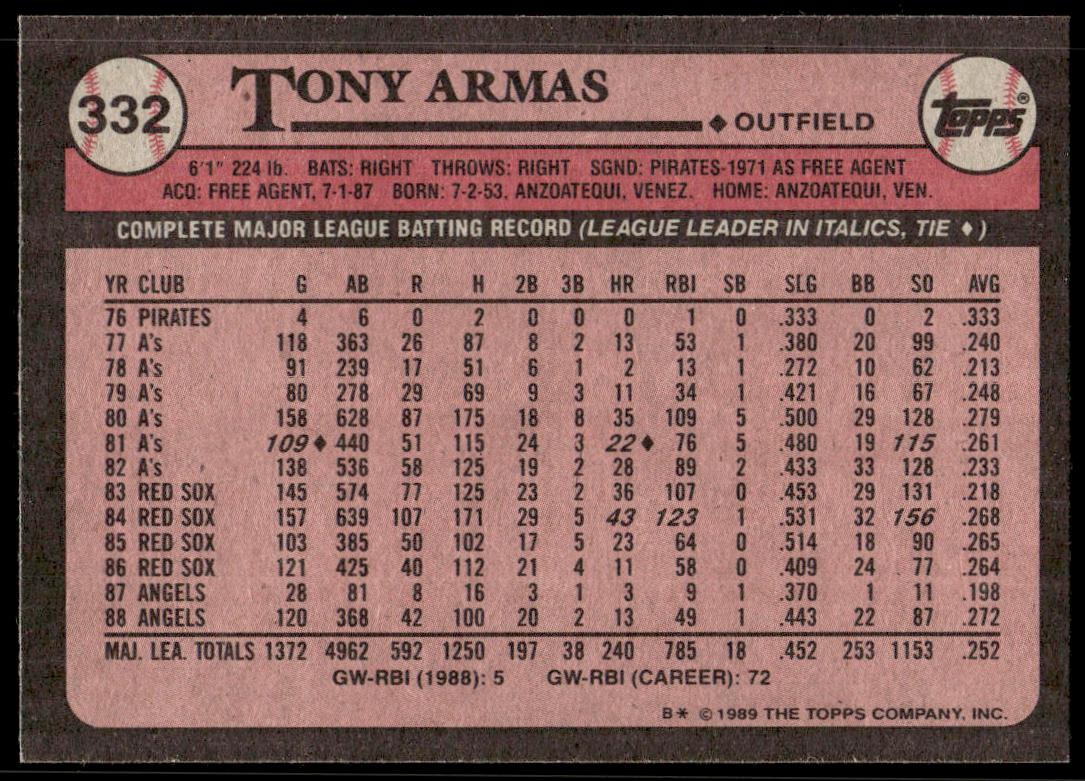 332
TONY ARMAS
◆ OUTFIELD
Topps®
6'1" 224 lb. BATS: RIGHT THROWS: RIGHT SGND: PIRATES-1971 AS FREE AGENT
ACQ: FREE AGENT, 7-1-87 BORN: 7-2-53, ANZOATEQUI, VENEZ. HOME: ANZOATEQUI, VEN.
COMPLETE MAJOR LEAGUE BATTING RECORD (LEAGUE LEADER IN ITALICS, TIE ♦)
YR CLUB G AB R H 2B 3B HR RBI SB SLG BB SO AVG
76 PIRATES 4 6 0 2 0 0 0 1 0 .333 0 2 .333
77 A's 118 363 26 87 8 2 13 53 1 .380 20 99 .240
78 A's 91 239 17 51 6 1 2 13 1 .272 10 62 .213
79 A's 80 278 29 69 9 3 11 34 1 .421 16 67 .248
80 A's 158 628 87 175 18 8 35 109 5 .500 29 128 .279
81 A's 109♦ 440 51 115 24 3 22♦ 76 5 .480 19 115 .261
82 A's 138 536 58 125 19 2 28 89 2 .433 33 128 .233
83 RED SOX 145 574 77 125 23 2 36 107 0 .453 29 131 .218
84 RED SOX 157 639 107 171 29 5 43 123 1 .531 32 156 .268
85 RED SOX 103 385 50 102 17 5 23 64 0 .514 18 90 .265
86 RED SOX 121 425 40 112 21 4 11 58 0 .409 24 77 .264
87 ANGELS 28 81 8 16 3 1 3 9 1 .370 1 11 .198
88 ANGELS 120 368 42 100 20 2 13 49 1 .443 22 87 .272
MAJ. LEA. TOTALS 1372 4962 592 1250 197 38 240 785 18 .452 253 1153 .252
GW-RBI (1988): 5 GW-RBI (CAREER): 72
B* © 1989 THE TOPPS COMPANY, INC.